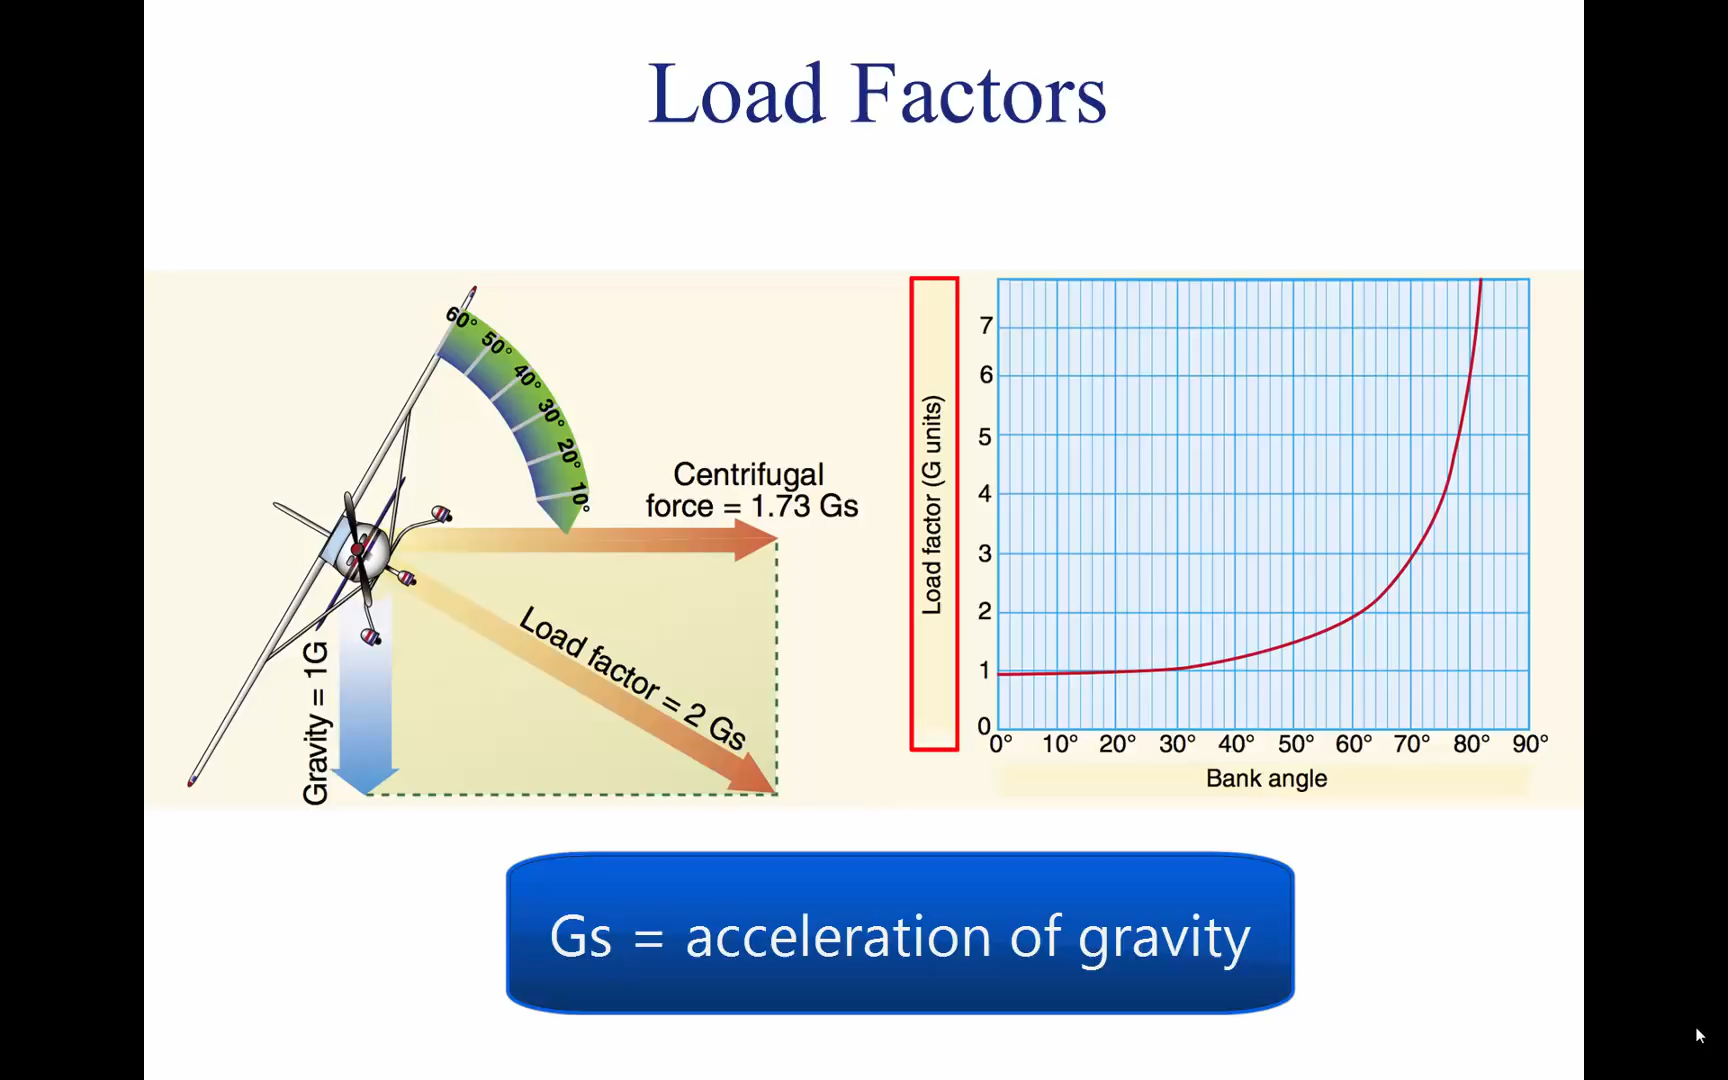 Load Factors
60°
50°
40°
30°
20°
10°
Centrifugal
force = 1.73 Gs
Load factor = 2 Gs
Gravity = 1G
Load factor (G units)
7
6
5
4
3
2
1
0
0° 10° 20° 30° 40° 50° 60° 70° 80° 90°
Bank angle
Gs = acceleration of gravity